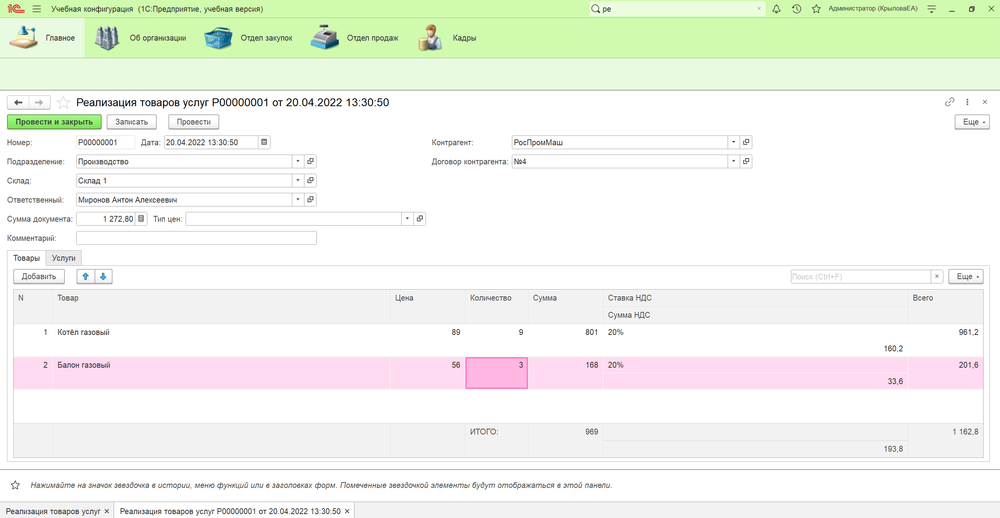 1С Учебная конфигурация (1С:Предприятие, учебная версия) ре Администратор (КрыловаЕА)
Главное Об организации Отдел закупок Отдел продаж Кадры
Реализация товаров услуг Р00000001 от 20.04.2022 13:30:50
Провести и закрыть Записать Провести Еще
Номер: Р00000001 Дата: 20.04.2022 13:30:50 Контрагент: РосПромМаш
Подразделение: Производство Договор контрагента: №4
Склад: Склад 1
Ответственный: Миронов Антон Алексеевич
Сумма документа: 1 272,80 Тип цен:
Комментарий:
Товары Услуги
Добавить Поиск (Ctrl+F) × Еще
N Товар Цена Количество Сумма Ставка НДС Всего
Сумма НДС
1 Котёл газовый 89 9 801 20% 961,2
160,2
2 Балон газовый 56 3 168 20% 201,6
33,6
ИТОГО: 969 1 162,8
193,8
Нажимайте на значок звездочка в истории, меню функций или в заголовках форм. Помеченные звездочкой элементы будут отображаться в этой панели.
Реализация товаров услуг × Реализация товаров услуг Р00000001 от 20.04.2022 13:30:50 ×